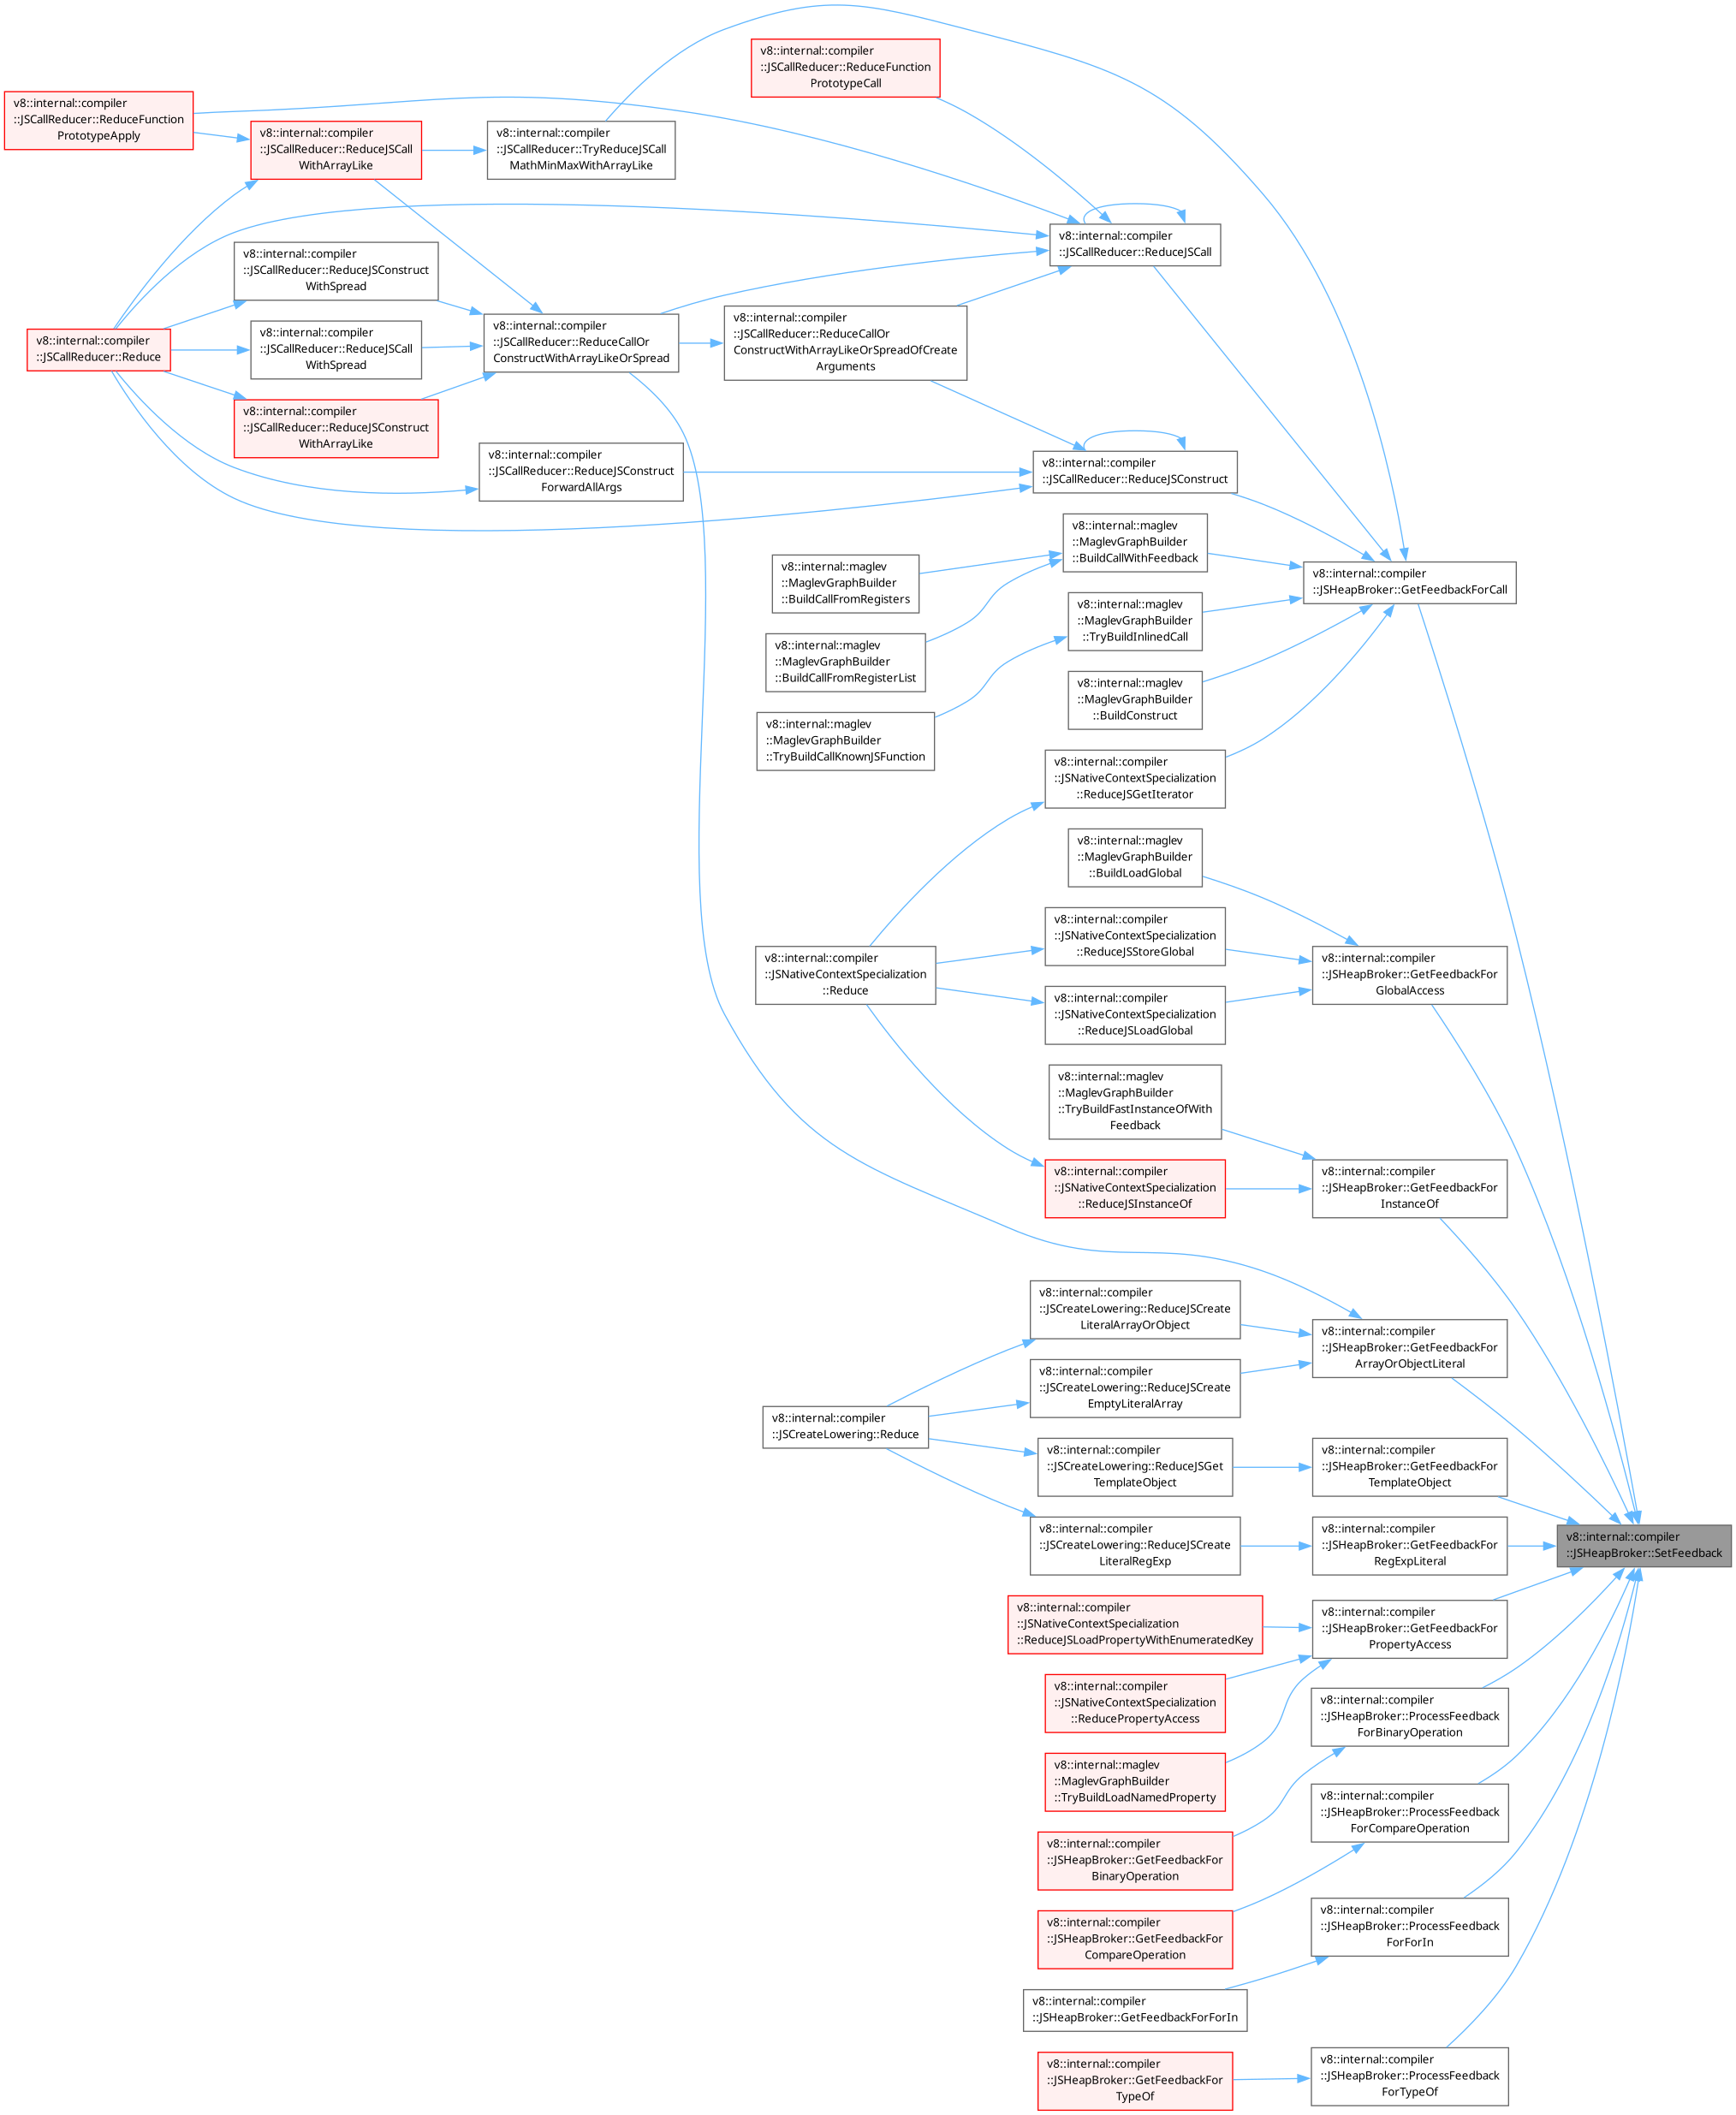 v8::internal::compiler
::JSCallReducer::ReduceFunction
PrototypeCall
v8::internal::compiler
::JSCallReducer::ReduceFunction
PrototypeApply
v8::internal::compiler
::JSCallReducer::ReduceJSCall
WithArrayLike
v8::internal::compiler
::JSCallReducer::TryReduceJSCall
MathMinMaxWithArrayLike
v8::internal::compiler
::JSCallReducer::ReduceJSCall
v8::internal::compiler
::JSCallReducer::ReduceJSConstruct
WithSpread
v8::internal::compiler
::JSCallReducer::Reduce
v8::internal::compiler
::JSCallReducer::ReduceJSCall
WithSpread
v8::internal::compiler
::JSCallReducer::ReduceCallOr
ConstructWithArrayLikeOrSpread
v8::internal::compiler
::JSCallReducer::ReduceCallOr
ConstructWithArrayLikeOrSpreadOfCreate
Arguments
v8::internal::compiler
::JSCallReducer::ReduceJSConstruct
WithArrayLike
v8::internal::compiler
::JSCallReducer::ReduceJSConstruct
ForwardAllArgs
v8::internal::compiler
::JSCallReducer::ReduceJSConstruct
v8::internal::maglev
::MaglevGraphBuilder
::BuildCallWithFeedback
v8::internal::maglev
::MaglevGraphBuilder
::BuildCallFromRegisters
v8::internal::compiler
::JSHeapBroker::GetFeedbackForCall
v8::internal::maglev
::MaglevGraphBuilder
::TryBuildInlinedCall
v8::internal::maglev
::MaglevGraphBuilder
::BuildCallFromRegisterList
v8::internal::maglev
::MaglevGraphBuilder
::BuildConstruct
v8::internal::maglev
::MaglevGraphBuilder
::TryBuildCallKnownJSFunction
v8::internal::compiler
::JSNativeContextSpecialization
::ReduceJSGetIterator
v8::internal::maglev
::MaglevGraphBuilder
::BuildLoadGlobal
v8::internal::compiler
::JSNativeContextSpecialization
::ReduceJSStoreGlobal
v8::internal::compiler
::JSNativeContextSpecialization
::Reduce
v8::internal::compiler
::JSHeapBroker::GetFeedbackFor
GlobalAccess
v8::internal::compiler
::JSNativeContextSpecialization
::ReduceJSLoadGlobal
v8::internal::maglev
::MaglevGraphBuilder
::TryBuildFastInstanceOfWith
Feedback
v8::internal::compiler
::JSNativeContextSpecialization
::ReduceJSInstanceOf
v8::internal::compiler
::JSHeapBroker::GetFeedbackFor
InstanceOf
v8::internal::compiler
::JSCreateLowering::ReduceJSCreate
LiteralArrayOrObject
v8::internal::compiler
::JSHeapBroker::GetFeedbackFor
ArrayOrObjectLiteral
v8::internal::compiler
::JSCreateLowering::ReduceJSCreate
EmptyLiteralArray
v8::internal::compiler
::JSCreateLowering::Reduce
v8::internal::compiler
::JSCreateLowering::ReduceJSGet
TemplateObject
v8::internal::compiler
::JSHeapBroker::GetFeedbackFor
TemplateObject
v8::internal::compiler
::JSCreateLowering::ReduceJSCreate
LiteralRegExp
v8::internal::compiler
::JSHeapBroker::GetFeedbackFor
RegExpLiteral
v8::internal::compiler
::JSHeapBroker::SetFeedback
v8::internal::compiler
::JSNativeContextSpecialization
::ReduceJSLoadPropertyWithEnumeratedKey
v8::internal::compiler
::JSHeapBroker::GetFeedbackFor
PropertyAccess
v8::internal::compiler
::JSNativeContextSpecialization
::ReducePropertyAccess
v8::internal::compiler
::JSHeapBroker::ProcessFeedback
ForBinaryOperation
v8::internal::maglev
::MaglevGraphBuilder
::TryBuildLoadNamedProperty
v8::internal::compiler
::JSHeapBroker::ProcessFeedback
ForCompareOperation
v8::internal::compiler
::JSHeapBroker::GetFeedbackFor
BinaryOperation
v8::internal::compiler
::JSHeapBroker::ProcessFeedback
ForForIn
v8::internal::compiler
::JSHeapBroker::GetFeedbackFor
CompareOperation
v8::internal::compiler
::JSHeapBroker::GetFeedbackForForIn
v8::internal::compiler
::JSHeapBroker::ProcessFeedback
ForTypeOf
v8::internal::compiler
::JSHeapBroker::GetFeedbackFor
TypeOf